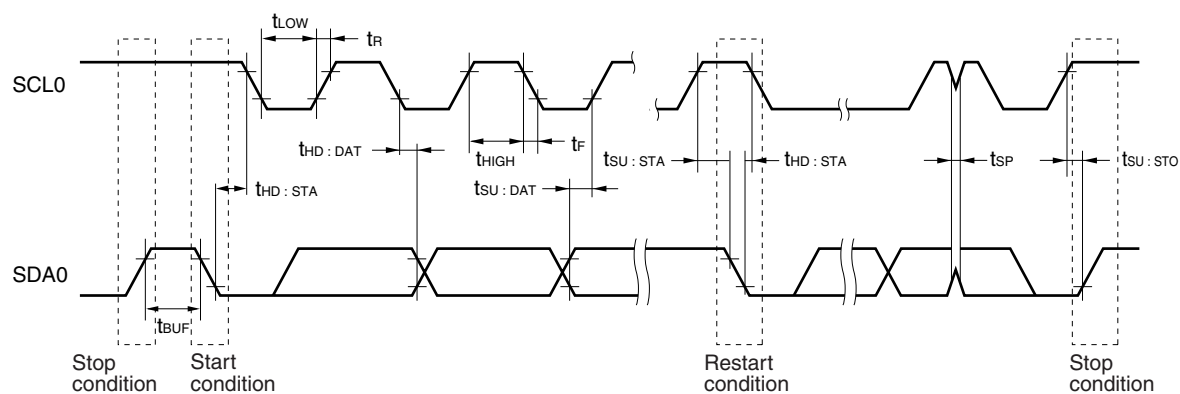 tLOW
tR
SCL0
tHD : DAT
tHIGH
tF
tSU : STA
tHD : STA
tSP
tSU : STO
tHD : STA
tSU : DAT
SDA0
tBUF
Stop
condition
Start
condition
Restart
condition
Stop
condition